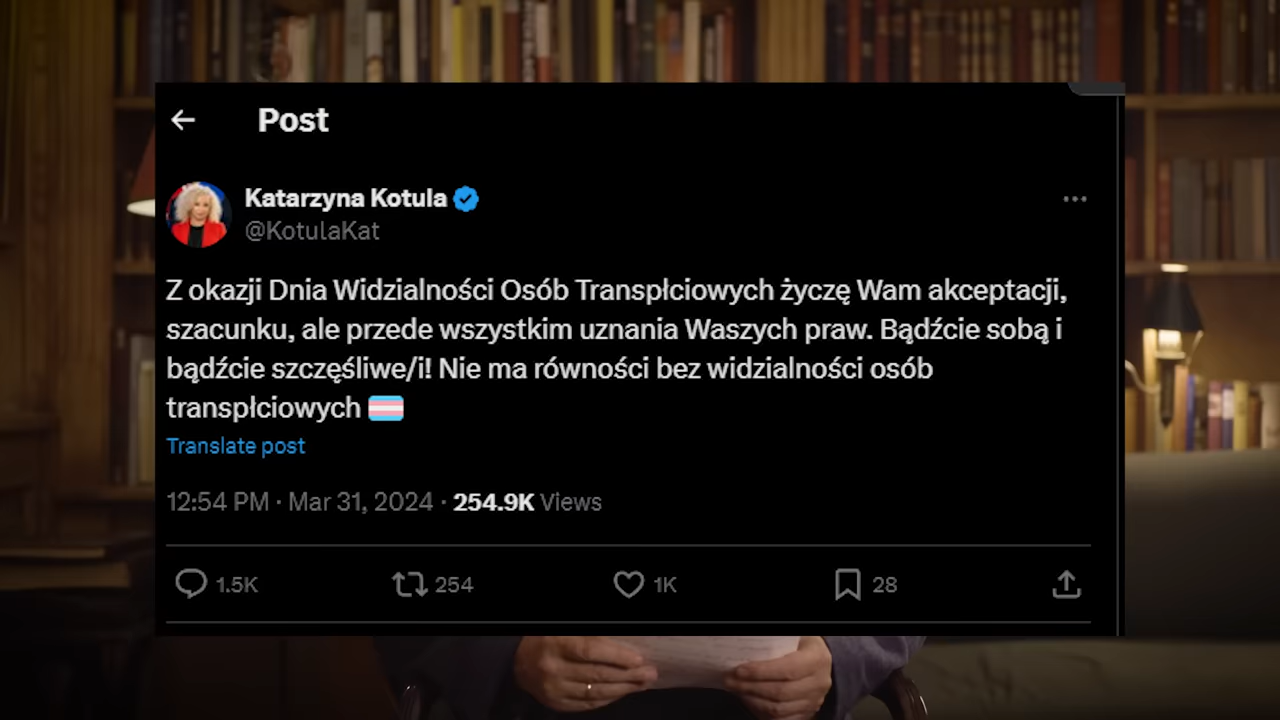 Post
Katarzyna Kotula
@KotulaKat
Z okazji Dnia Widzialności Osób Transpłciowych życzę Wam akceptacji,
szacunku, ale przede wszystkim uznania Waszych praw. Bądźcie sobą i
bądźcie szczęśliwe/i! Nie ma równości bez widzialności osób
transpłciowych
Translate post
12:54 PM · Mar 31, 2024 · 254.9K Views
1.5K 254 1K 28